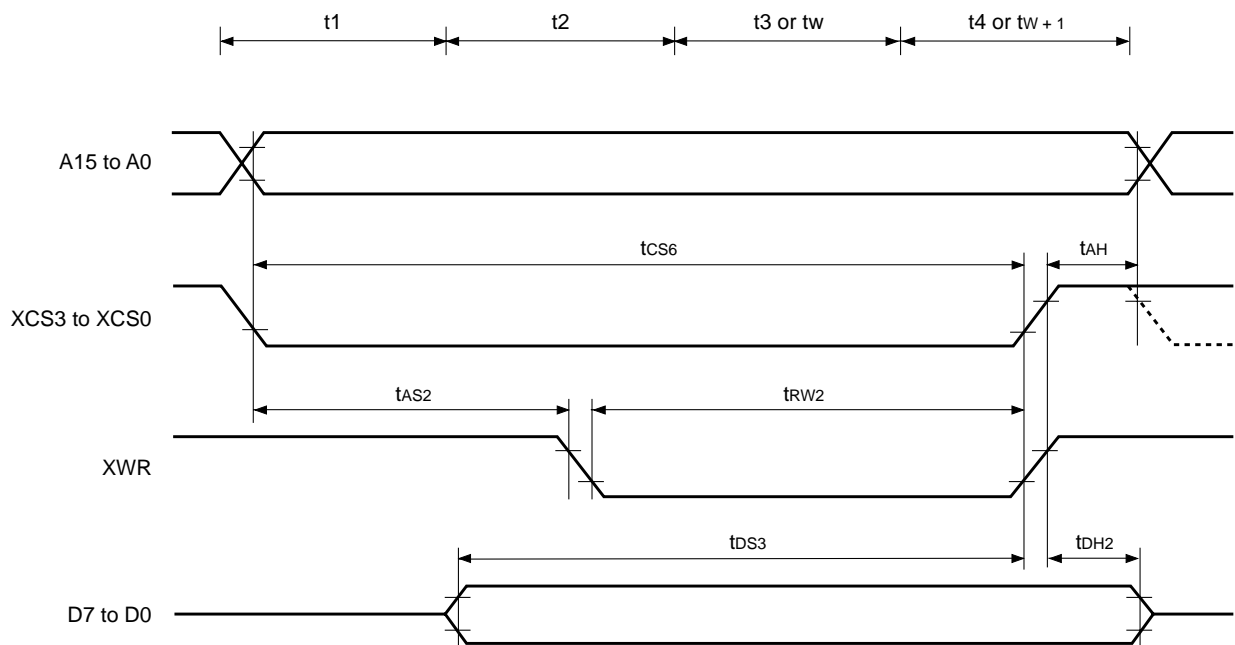 t1 t2 t3 or tw t4 or tW + 1
A15 to A0
tCS6 tAH
XCS3 to XCS0
tAS2 tRW2
XWR
tDS3 tDH2
D7 to D0